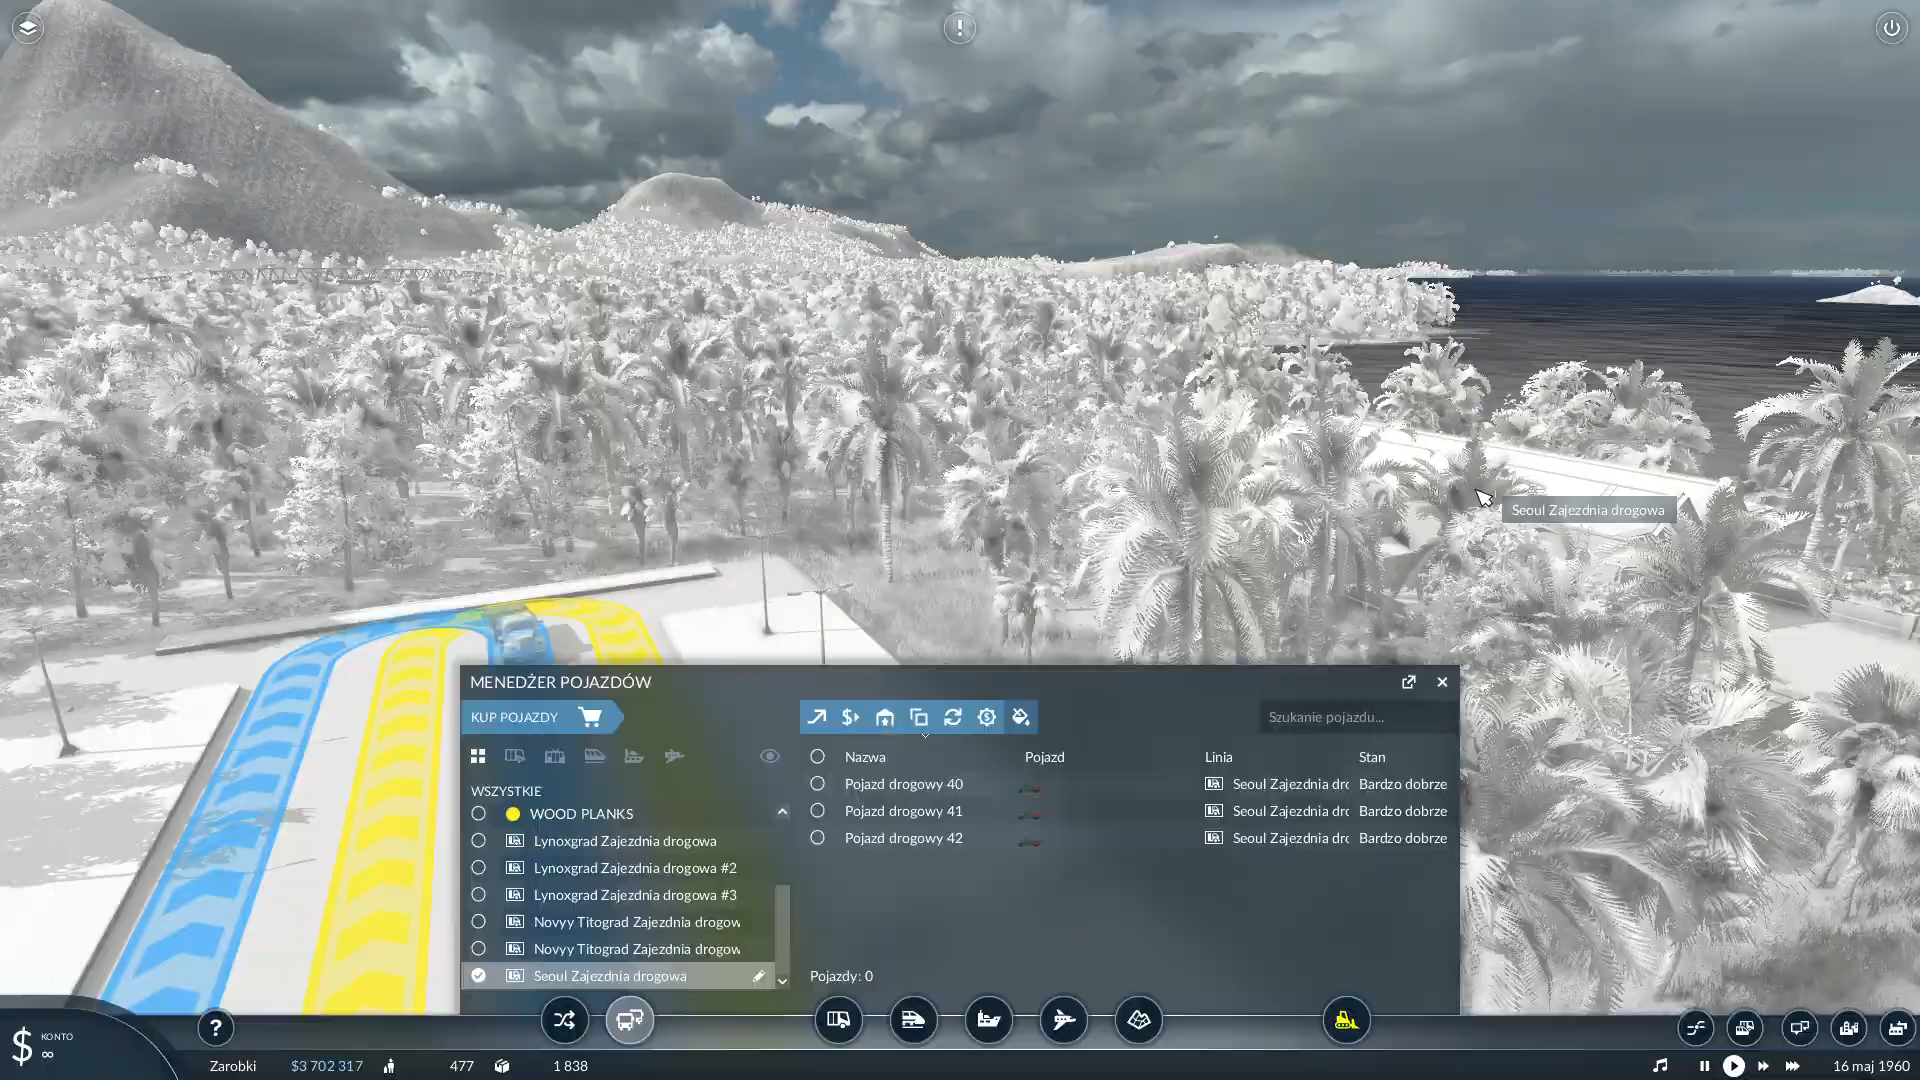 Seoul Zajezdnia drogowa
MENEDŻER POJAZDÓW
KUP POJAZDY
Szukanie pojazdu...
WSZYSTKIE
WOOD PLANKS
Lynoxgrad Zajezdnia drogowa
Lynoxgrad Zajezdnia drogowa #2
Lynoxgrad Zajezdnia drogowa #3
Novyy Titograd Zajezdnia drogow
Novyy Titograd Zajezdnia drogow
Seoul Zajezdnia drogowa
Nazwa Pojazd Linia Stan
Pojazd drogowy 40 Seoul Zajezdnia drc Bardzo dobrze
Pojazd drogowy 41 Seoul Zajezdnia drc Bardzo dobrze
Pojazd drogowy 42 Seoul Zajezdnia drc Bardzo dobrze
Pojazdy: 0
?
$ KONTO
∞
Zarobki $3 702 317 477 1 838 16 maj 1960